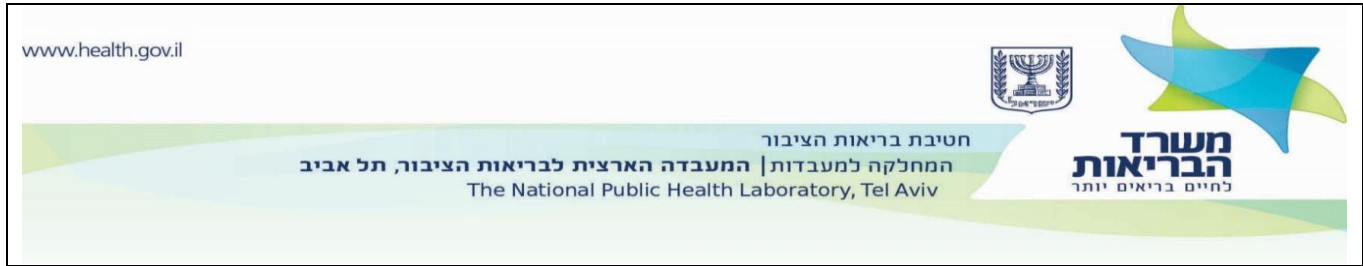 www.health.gov.il
ישראל
משרד
הבריאות
לחיים בריאים יותר
חטיבת בריאות הציבור
המחלקה למעבדות| המעבדה הארצית לבריאות הציבור, תל אביב
The National Public Health Laboratory, Tel Aviv